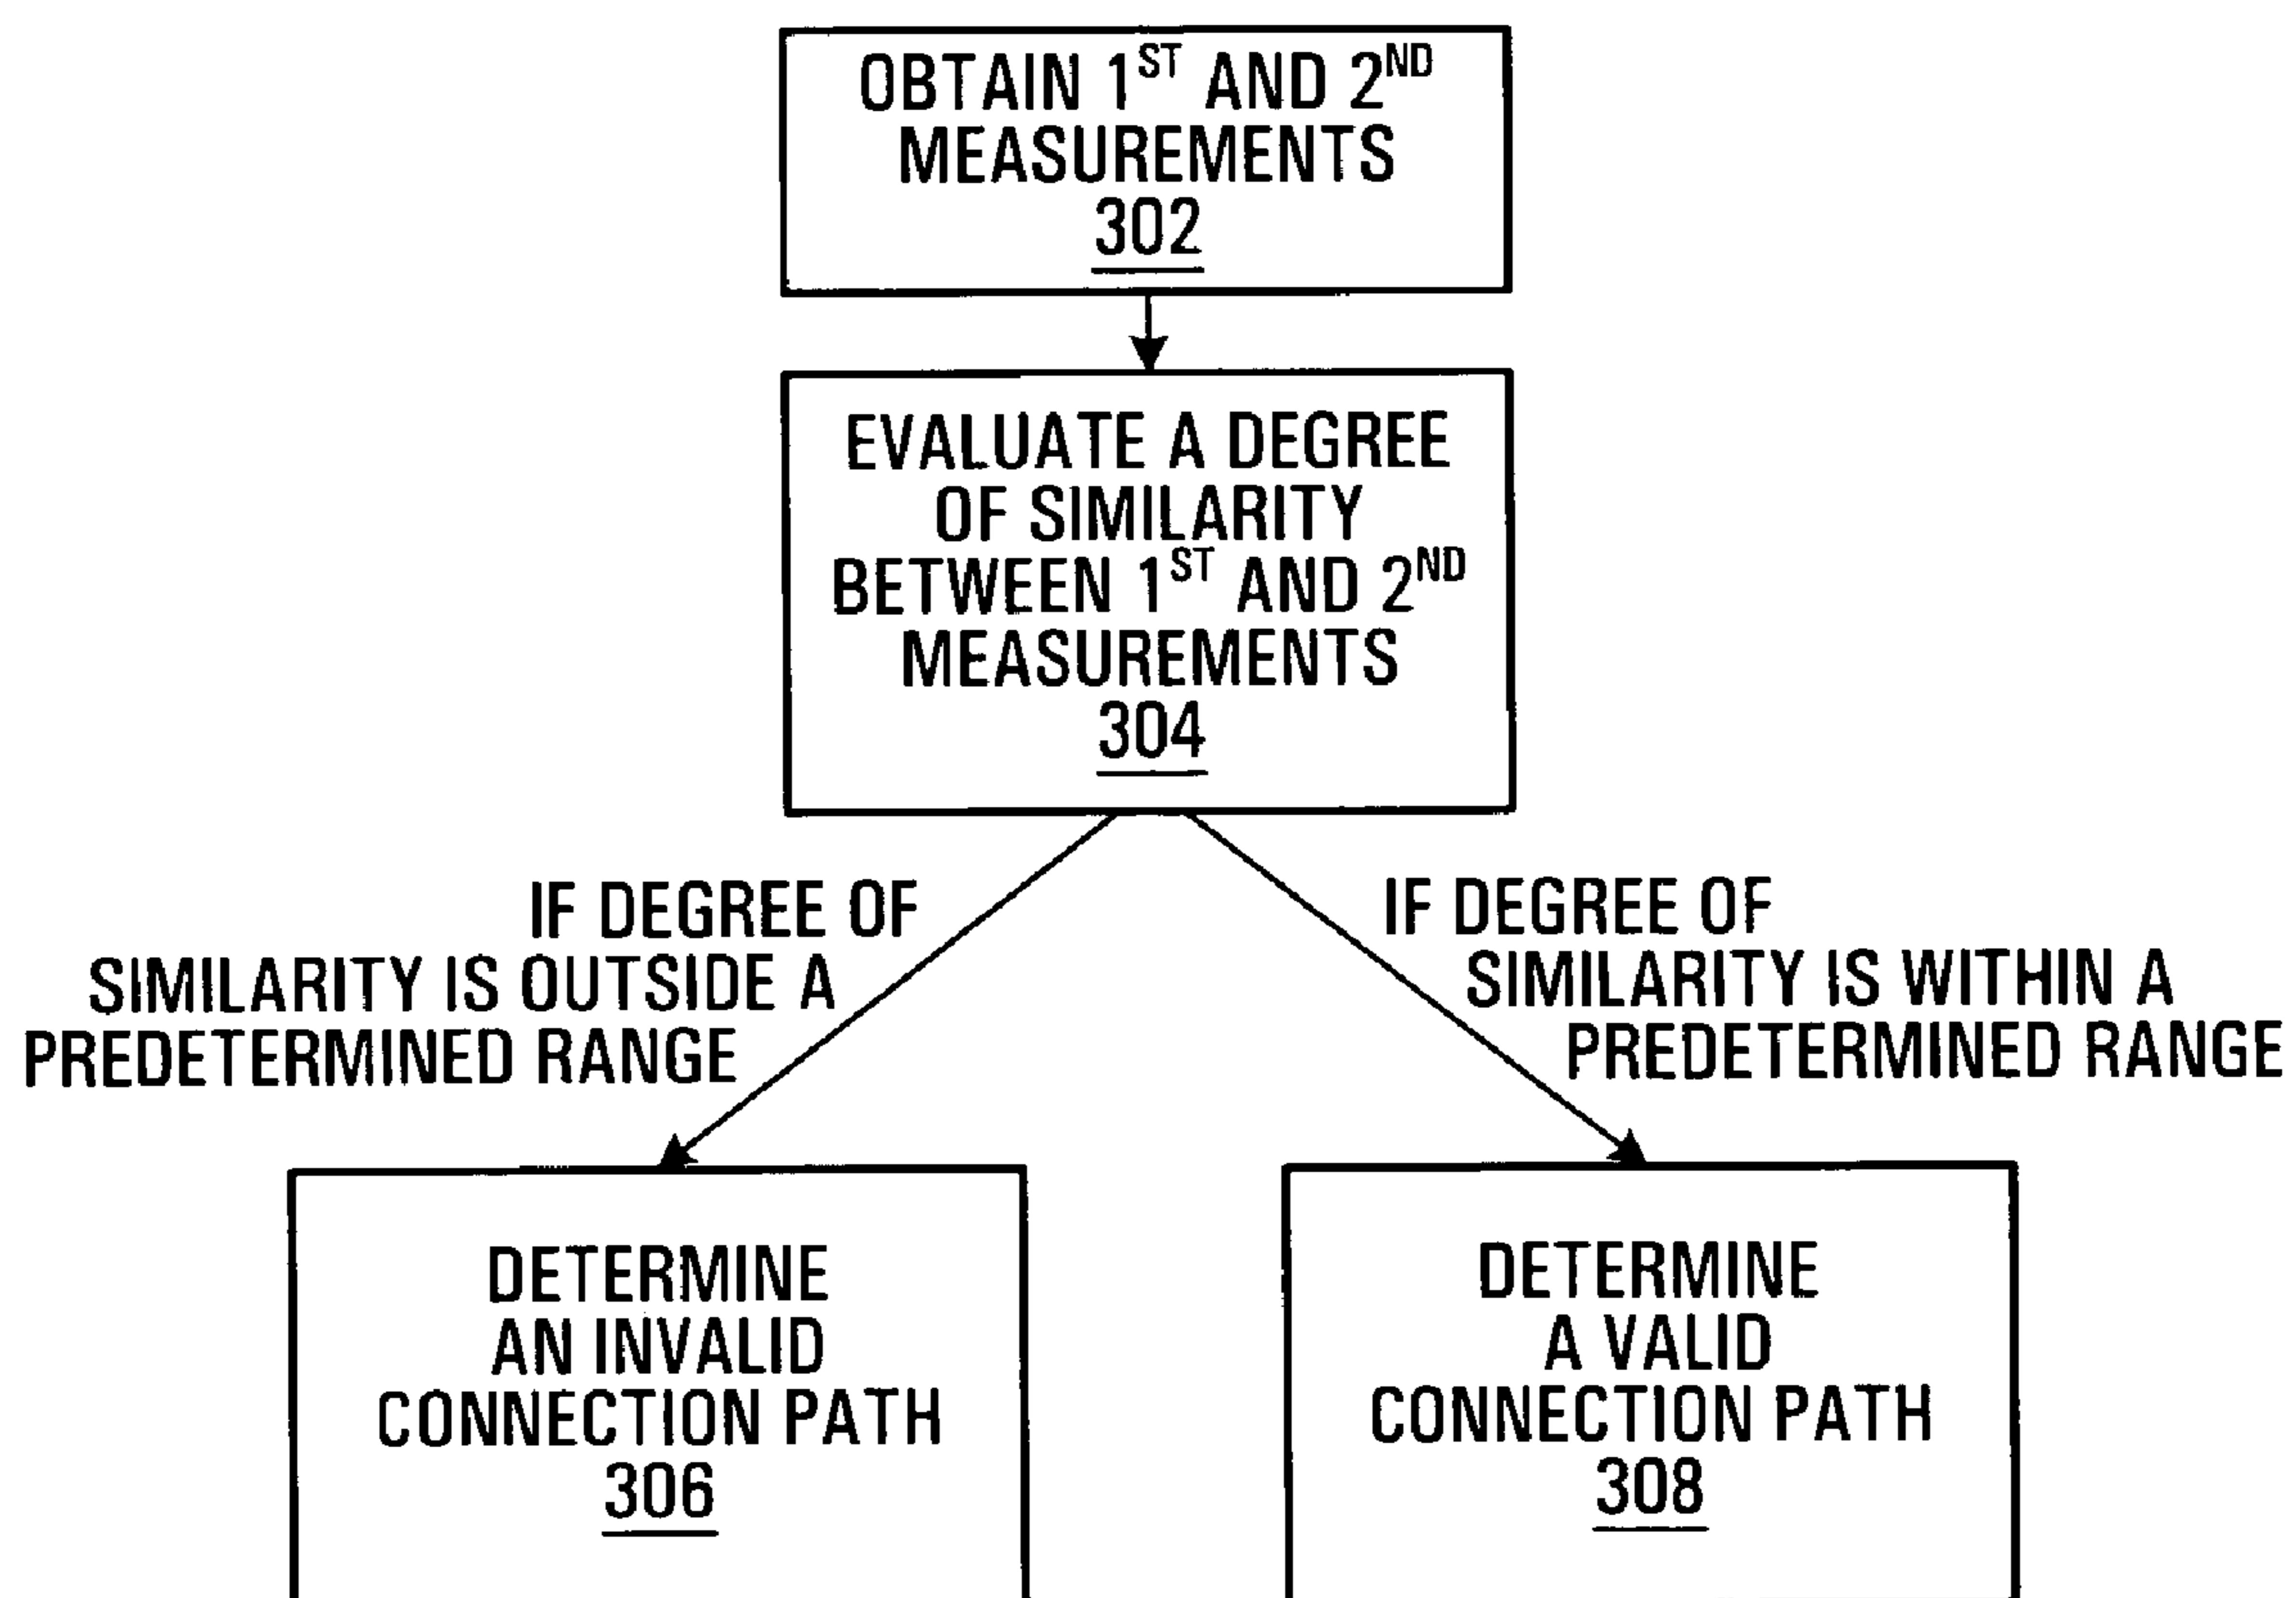 OBTAIN 1ST AND 2ND
MEASUREMENTS
302
EVALUATE A DEGREE
OF SIMILARITY
BETWEEN 1ST AND 2ND
MEASUREMENTS
304
IF DEGREE OF
SIMILARITY IS OUTSIDE A
PREDETERMINED RANGE
IF DEGREE OF
SIMILARITY IS WITHIN A
PREDETERMINED RANGE
DETERMINE
AN INVALID
CONNECTION PATH
306
DETERMINE
A VALID
CONNECTION PATH
308